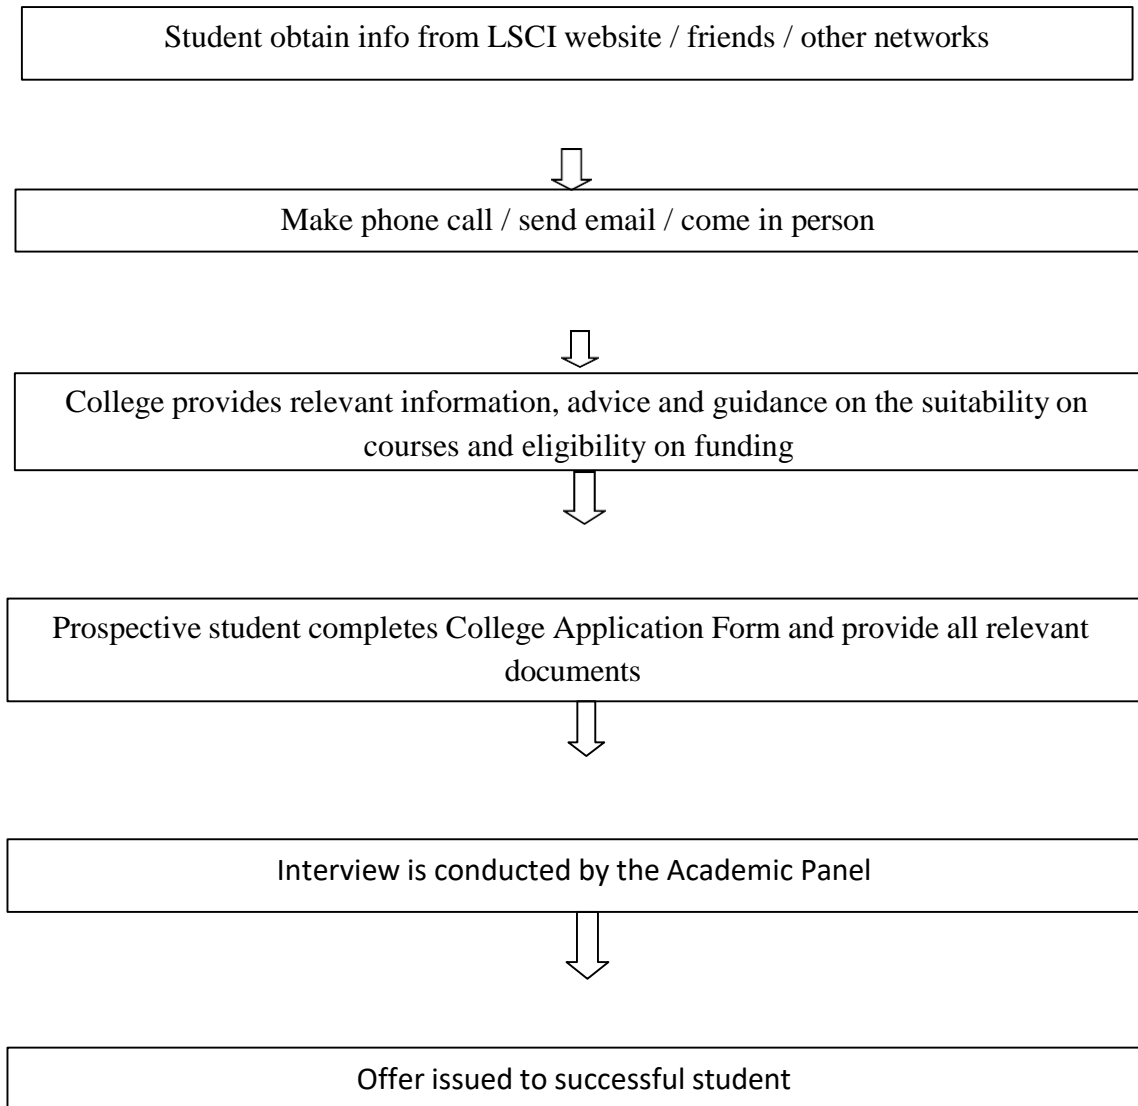 Student obtain info from LSCI website / friends / other networks
Make phone call / send email / come in person
College provides relevant information, advice and guidance on the suitability on
courses and eligibility on funding
Prospective student completes College Application Form and provide all relevant
documents
Interview is conducted by the Academic Panel
Offer issued to successful student